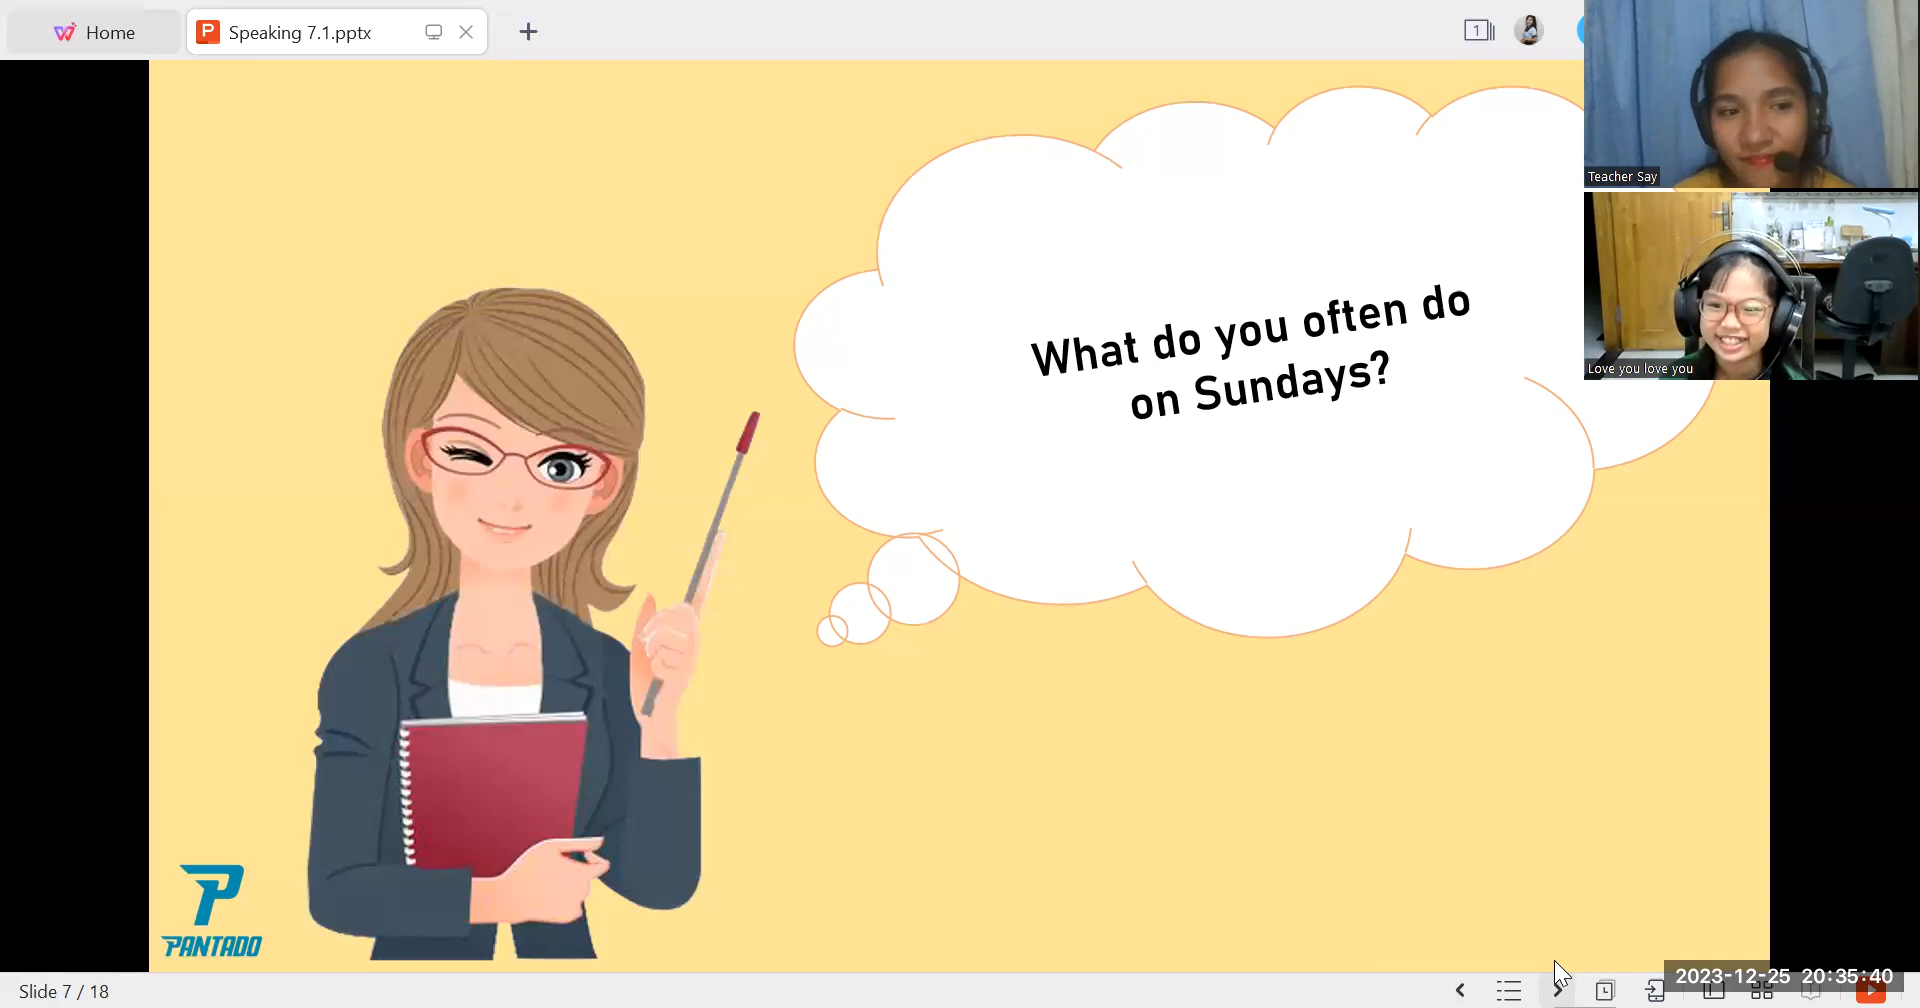 Home
Speaking 7.1.pptx
1
Teacher Say
Love you love you
What do you often do
on Sundays?
PANTADO
Slide 7 / 18
2023-12-25 20:35:40